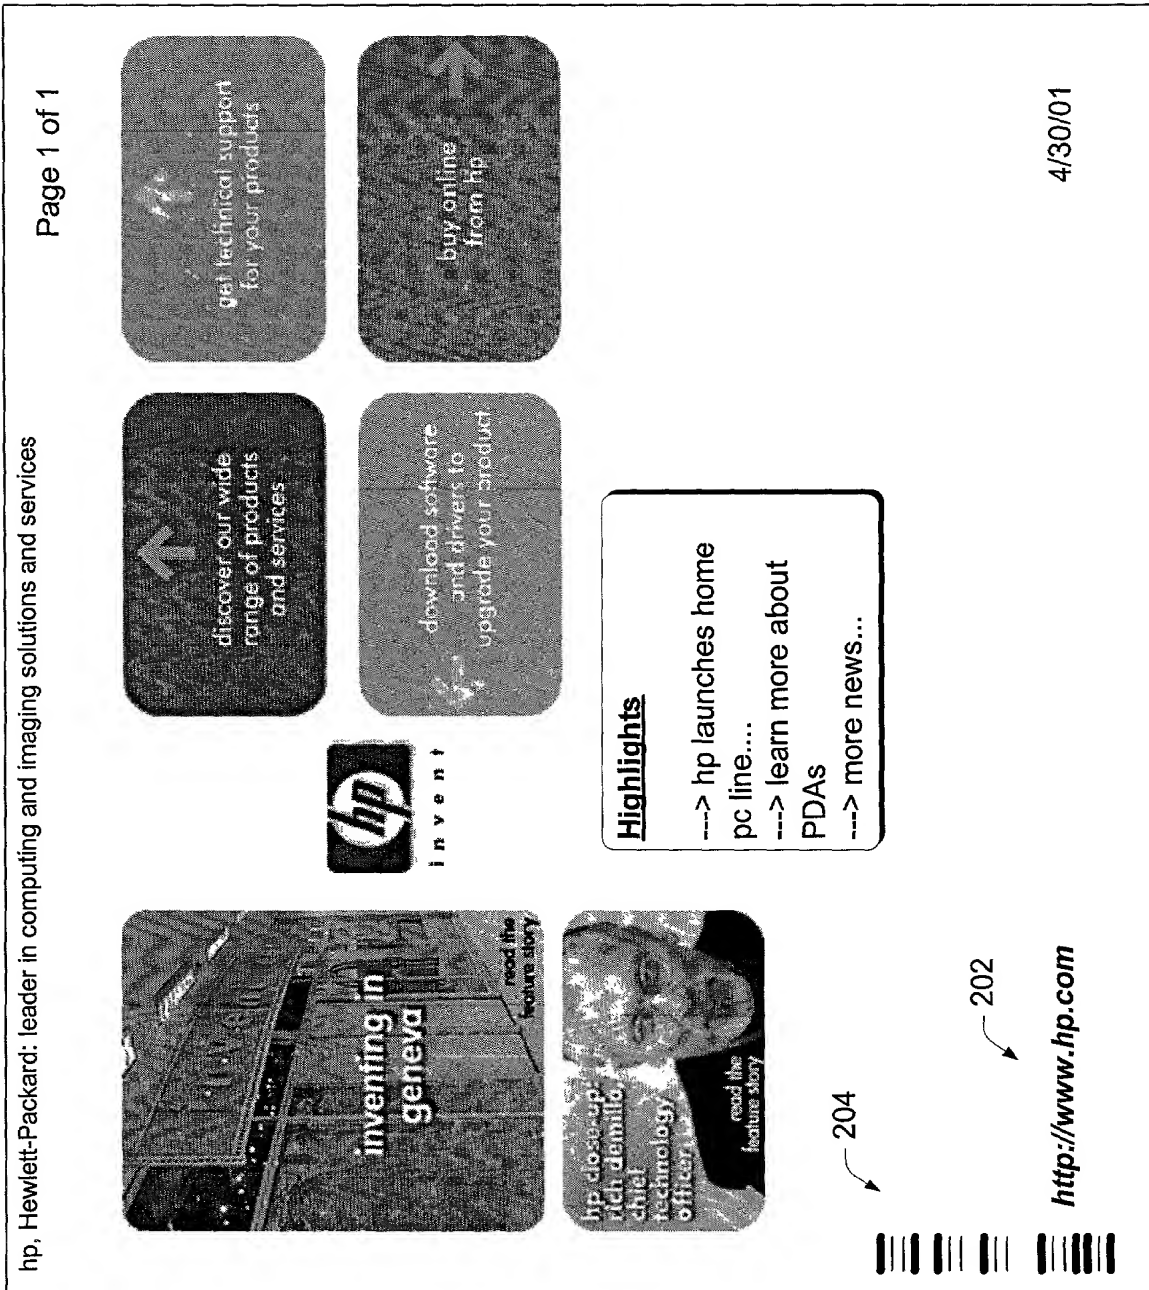 hp, Hewlett-Packard: leader in computing and imaging solutions and services
Page 1 of 1
inventing in
geneva
read the
feature story
hp close-up:
rich demillo,
chief
technology
officer
read the
feature story
hp
invent
discover our wide
range of products
and services
get technical support
for your products
download software
and drivers to
upgrade your product
buy online
from hp
Highlights
---> hp launches home
pc line....
---> learn more about
PDAs
---> more news...
204
202
http://www.hp.com
4/30/01